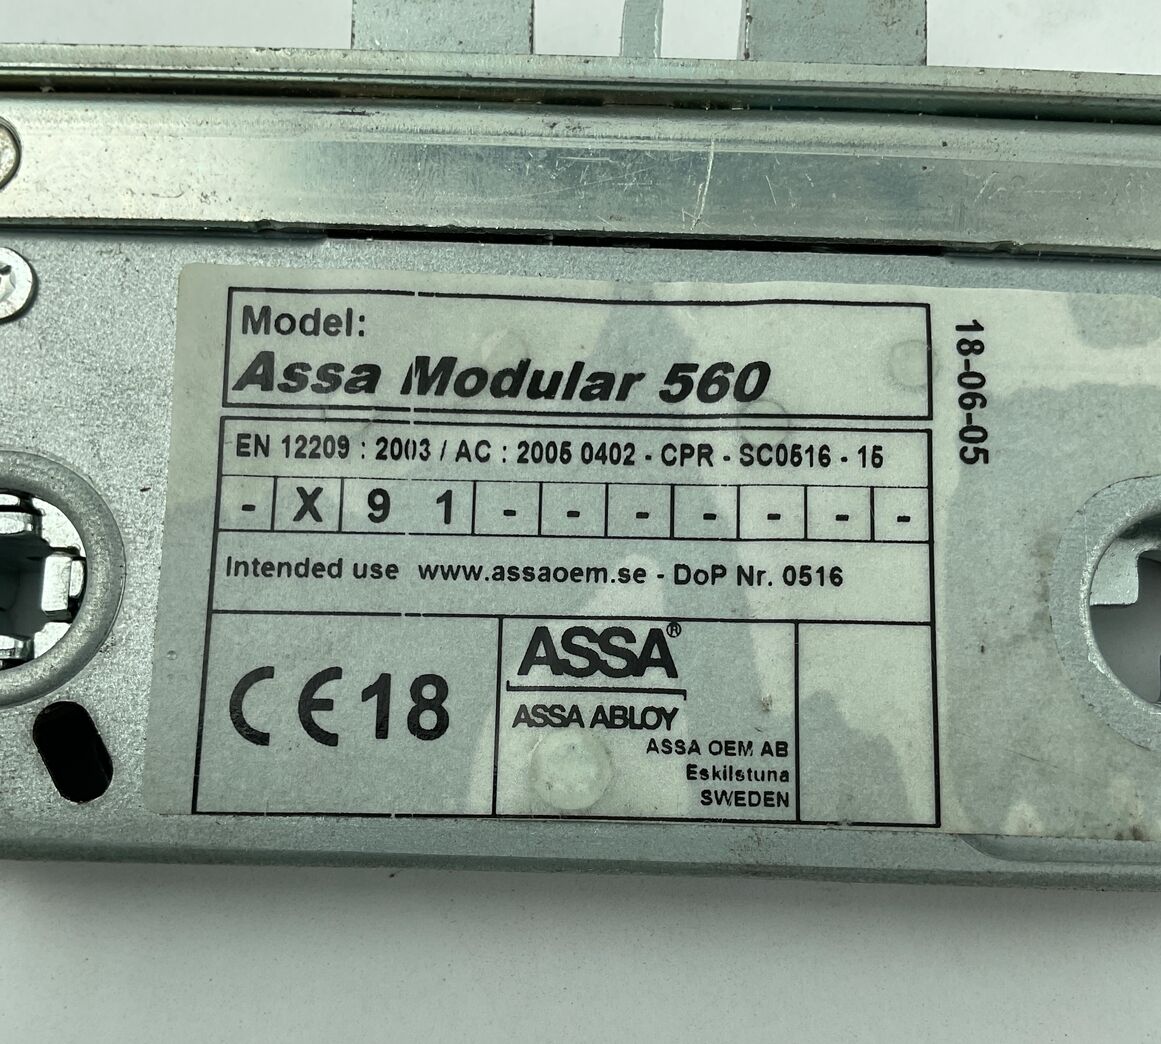 Model:
Assa Modular 560
EN 12209 : 2003 / AC : 2005 0402 - CPR - SC0516 - 15
- X 9 1 - - - - - - -
Intended use www.assaoem.se - DoP Nr. 0516
CE 18
ASSA®
ASSA ABLOY
ASSA OEM AB
Eskilstuna
SWEDEN
18-06-05